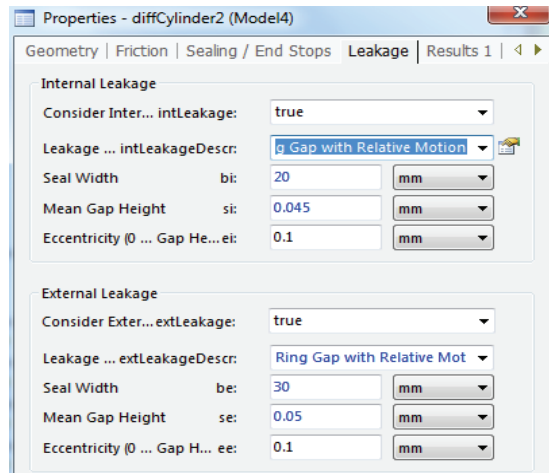 Properties - diffCylinder2 (Model4)
Geometry | Friction | Sealing / End Stops Leakage | Results 1 |
Internal Leakage
Consider Inter... intLeakage: true
Leakage ... intLeakageDescr: g Gap with Relative Motion
Seal Width bi: 20 mm
Mean Gap Height si: 0.045 mm
Eccentricity (0 ... Gap He...ei: 0.1 mm
External Leakage
Consider Exter...extLeakage: true
Leakage ... extLeakageDescr: Ring Gap with Relative Mot
Seal Width be: 30 mm
Mean Gap Height se: 0.05 mm
Eccentricity (0 ... Gap H... ee: 0.1 mm